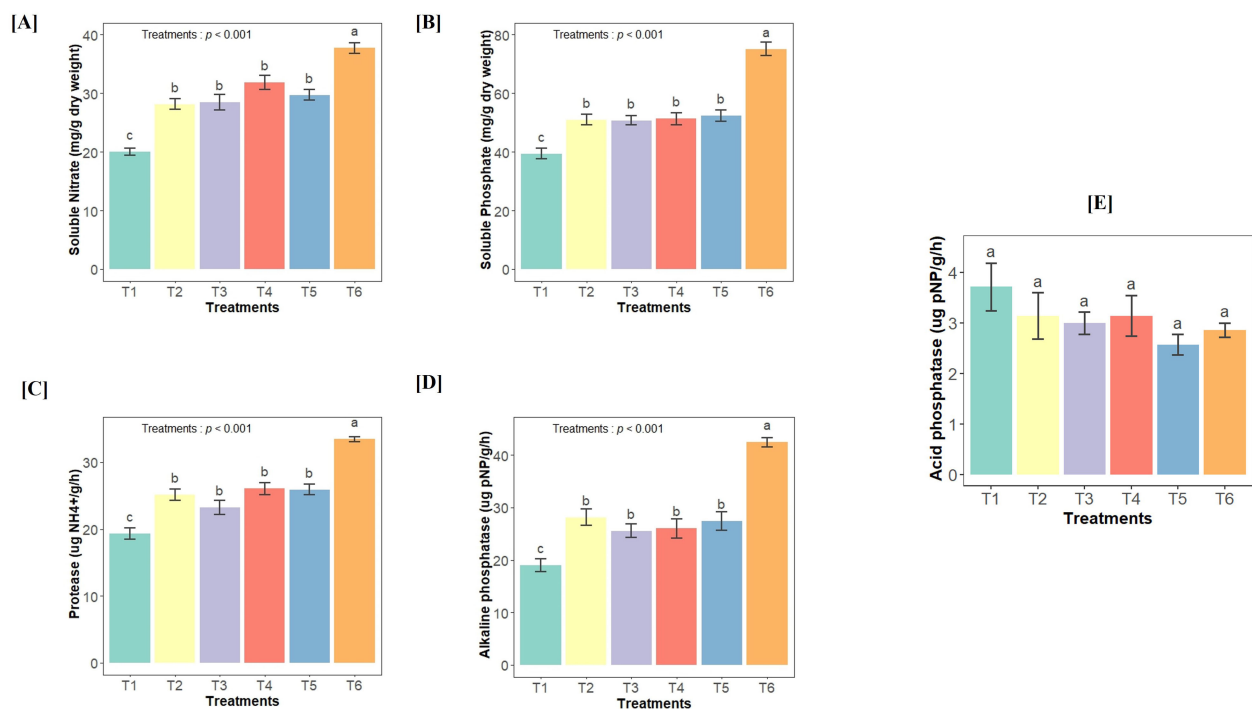 [A]
Treatments : p < 0.001
Soluble Nitrate (mg/g dry weight)
40
30
20
10
0
c
b
b
b
b
a
T1 T2 T3 T4 T5 T6
Treatments
[B]
Treatments : p < 0.001
Soluble Phosphate (mg/g dry weight)
80
60
40
20
0
c
b
b
b
b
a
T1 T2 T3 T4 T5 T6
Treatments
[C]
Treatments : p < 0.001
Protease (ug NH4+/g/h)
30
20
10
0
c
b
b
b
b
a
T1 T2 T3 T4 T5 T6
Treatments
[D]
Treatments : p < 0.001
Alkaline phosphatase (ug pNP/g/h)
40
30
20
10
0
c
b
b
b
b
a
T1 T2 T3 T4 T5 T6
Treatments
[E]
Acid phosphatase (ug pNP/g/h)
4
3
2
1
0
a
a
a
a
a
a
T1 T2 T3 T4 T5 T6
Treatments